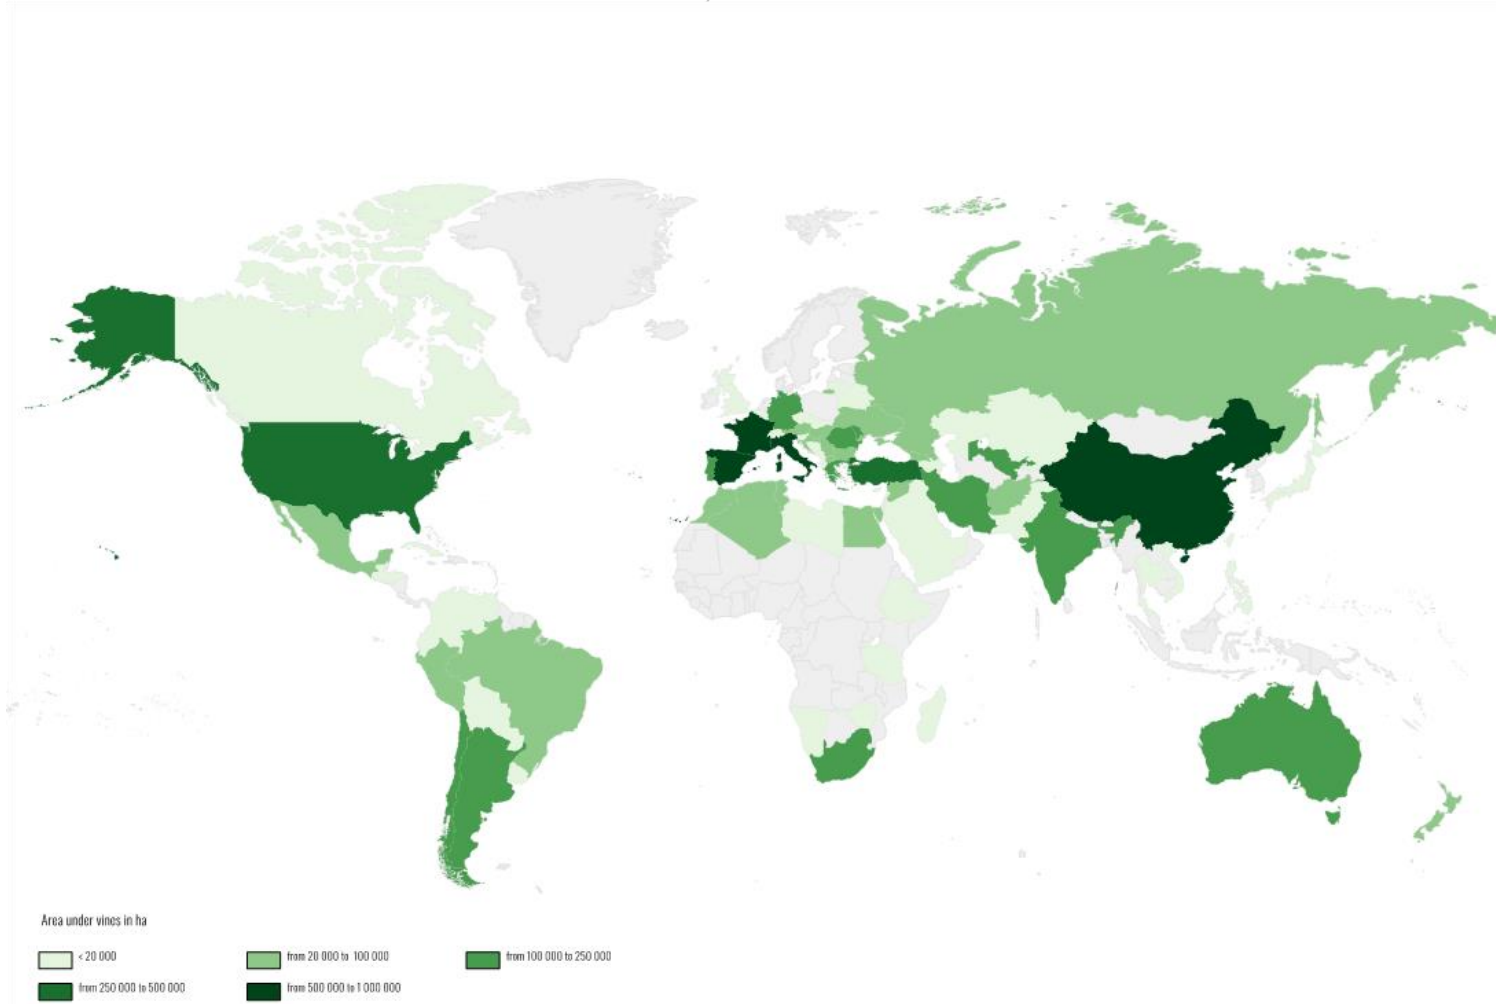 Area under vines in ha
< 20 000
from 20 000 to 100 000
from 100 000 to 250 000
from 250 000 to 500 000
from 500 000 to 1 000 000